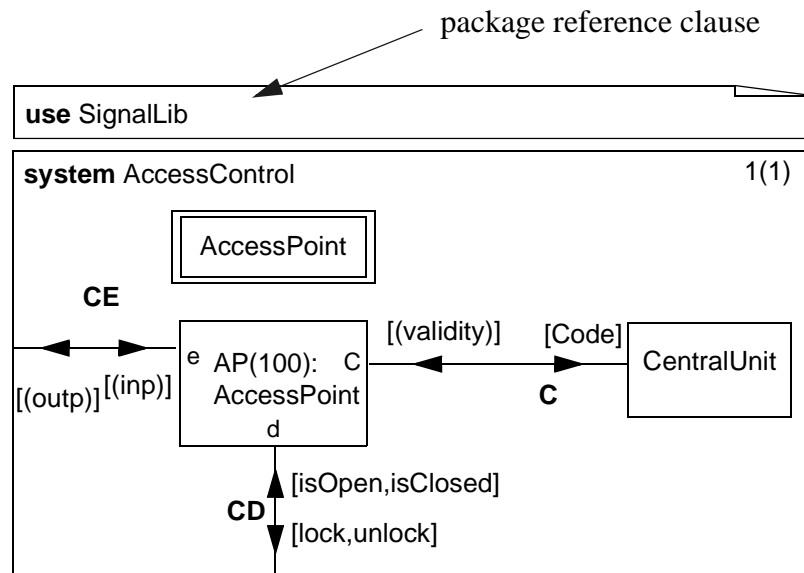 package reference clause
use SignalLib
system AccessControl 1(1)
AccessPoint
CE
[(validity)] [Code]
e AP(100): C
AccessPoint
d
CentralUnit
[(outp)] [(inp)]
C
[isOpen,isClosed]
CD
[lock,unlock]